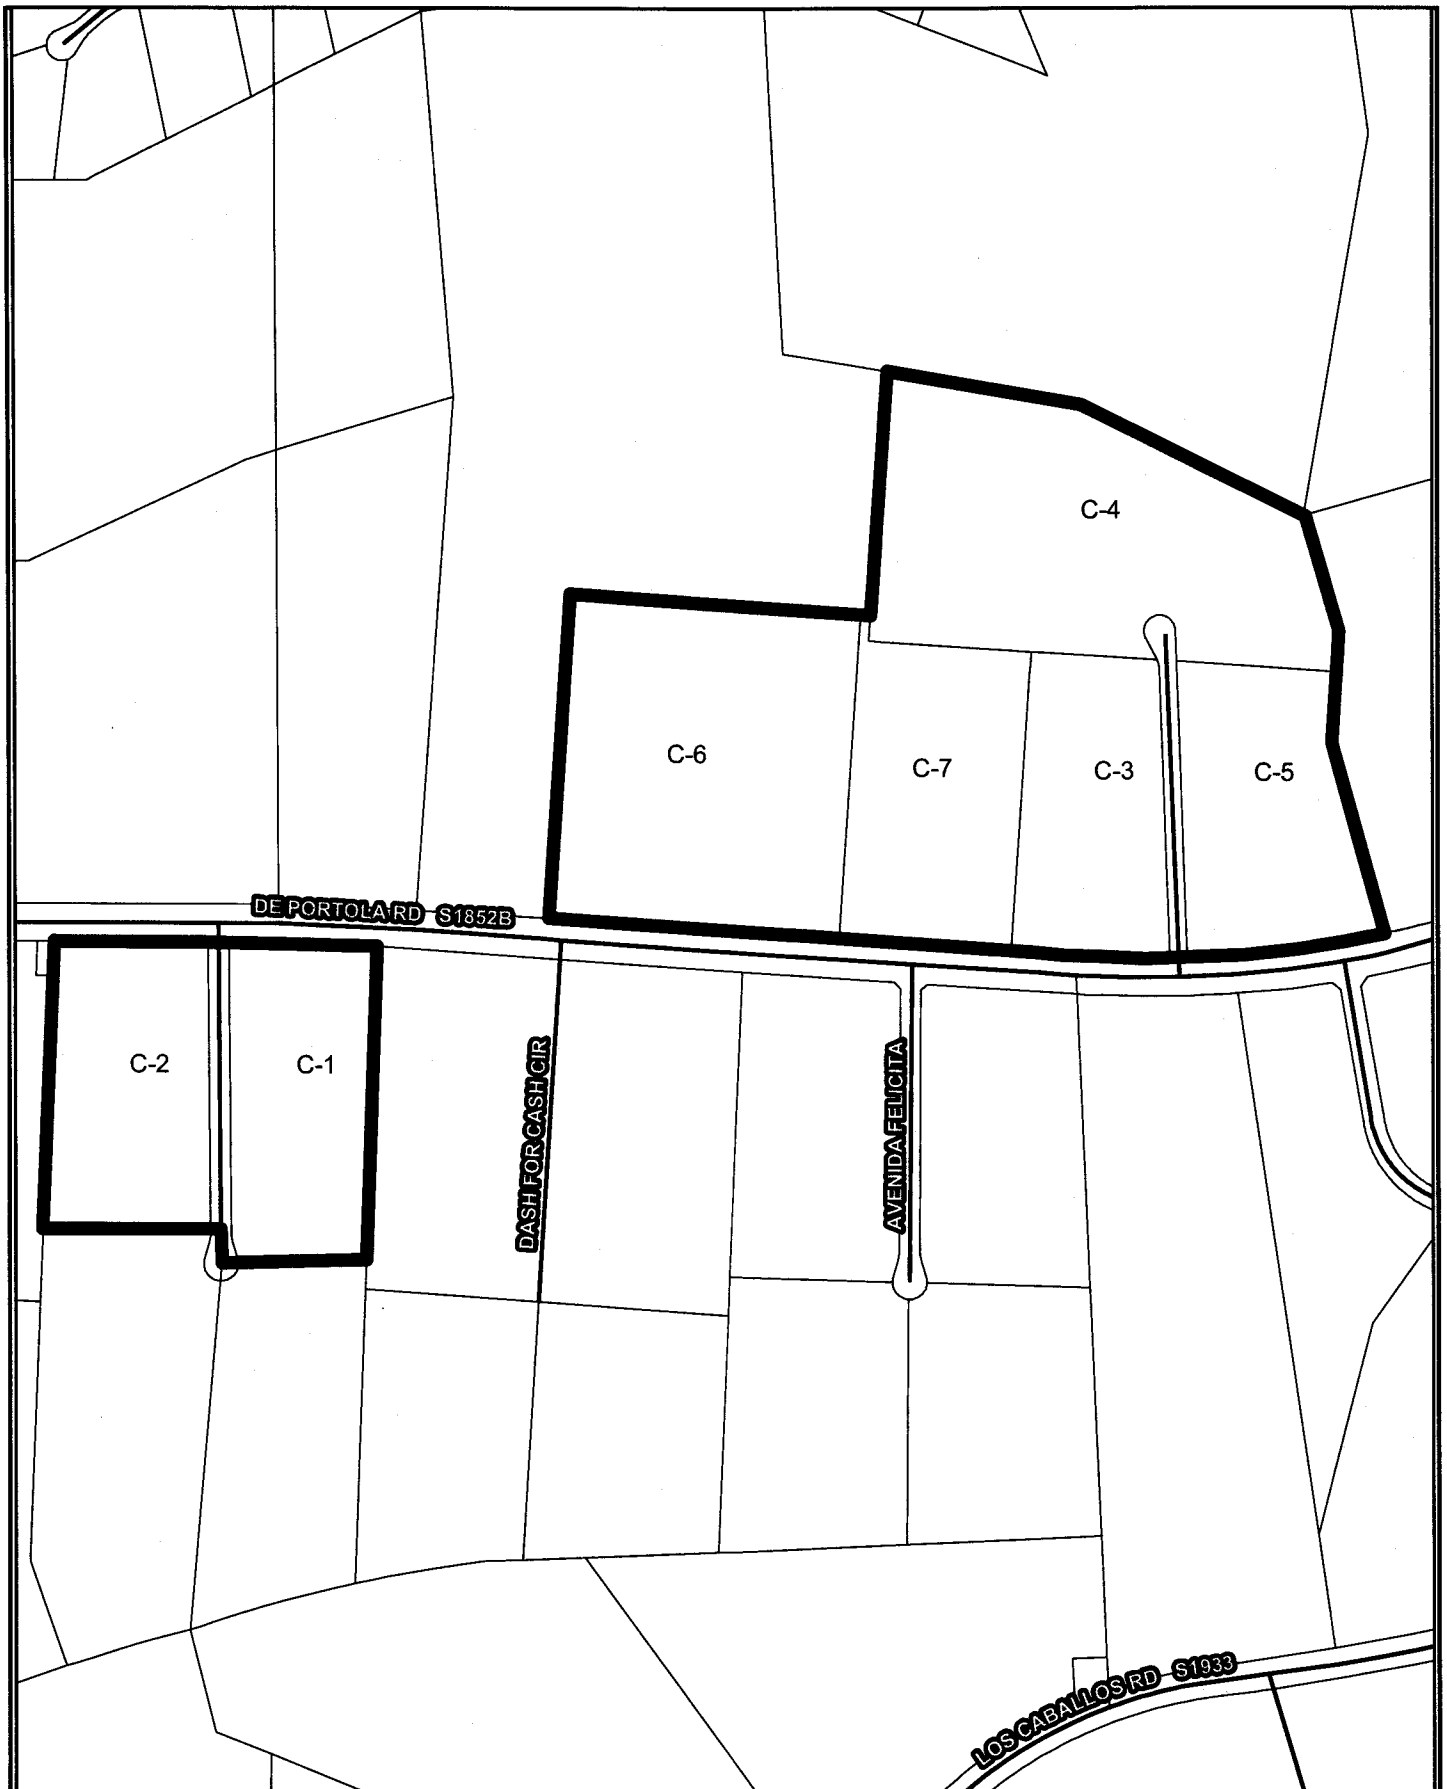 C-4
C-6
C-7
C-3
C-5
DE PORTOLA RD S1852B
C-2
C-1
DASH FOR CASH CIR
AVENIDA FELICITA
LOS CABALLOS RD S1933